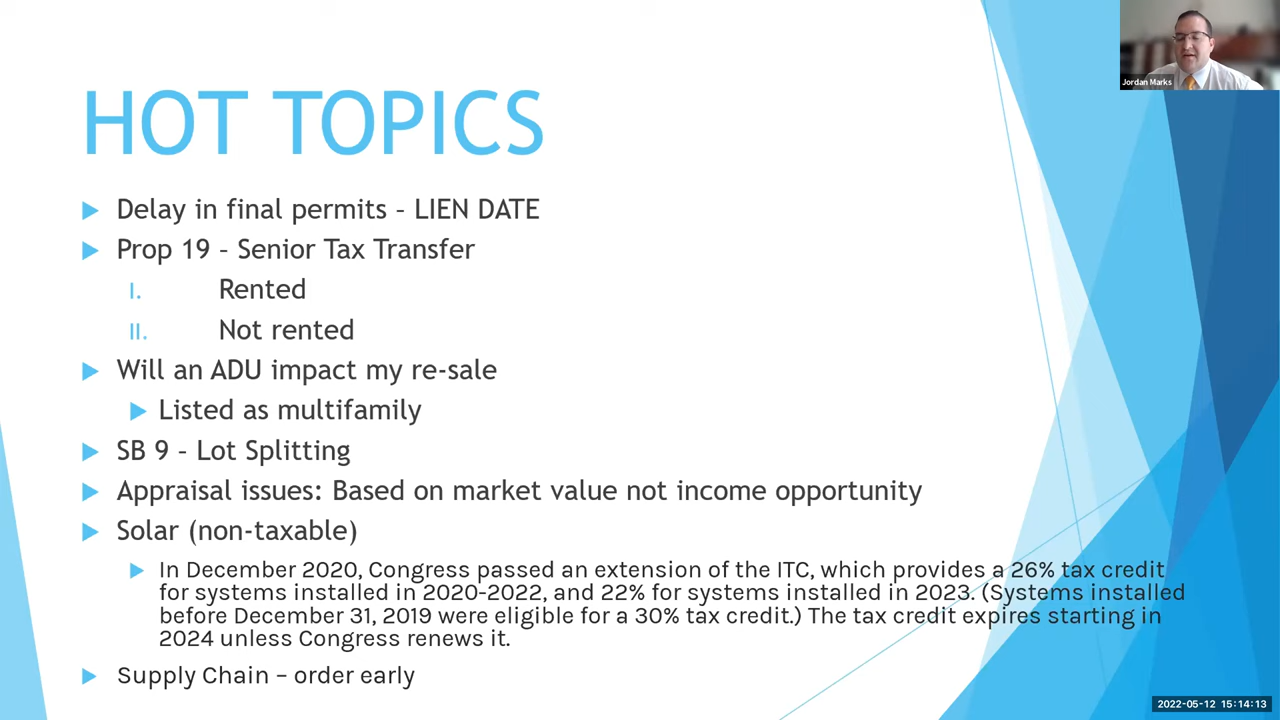 Jordan Marks
HOT TOPICS
Delay in final permits – LIEN DATE
Prop 19 – Senior Tax Transfer
I. Rented
II. Not rented
Will an ADU impact my re-sale
Listed as multifamily
SB 9 – Lot Splitting
Appraisal issues: Based on market value not income opportunity
Solar (non-taxable)
In December 2020, Congress passed an extension of the ITC, which provides a 26% tax credit
for systems installed in 2020-2022, and 22% for systems installed in 2023. (Systems installed
before December 31, 2019 were eligible for a 30% tax credit.) The tax credit expires starting in
2024 unless Congress renews it.
Supply Chain – order early
2022-05-12 15:14:13